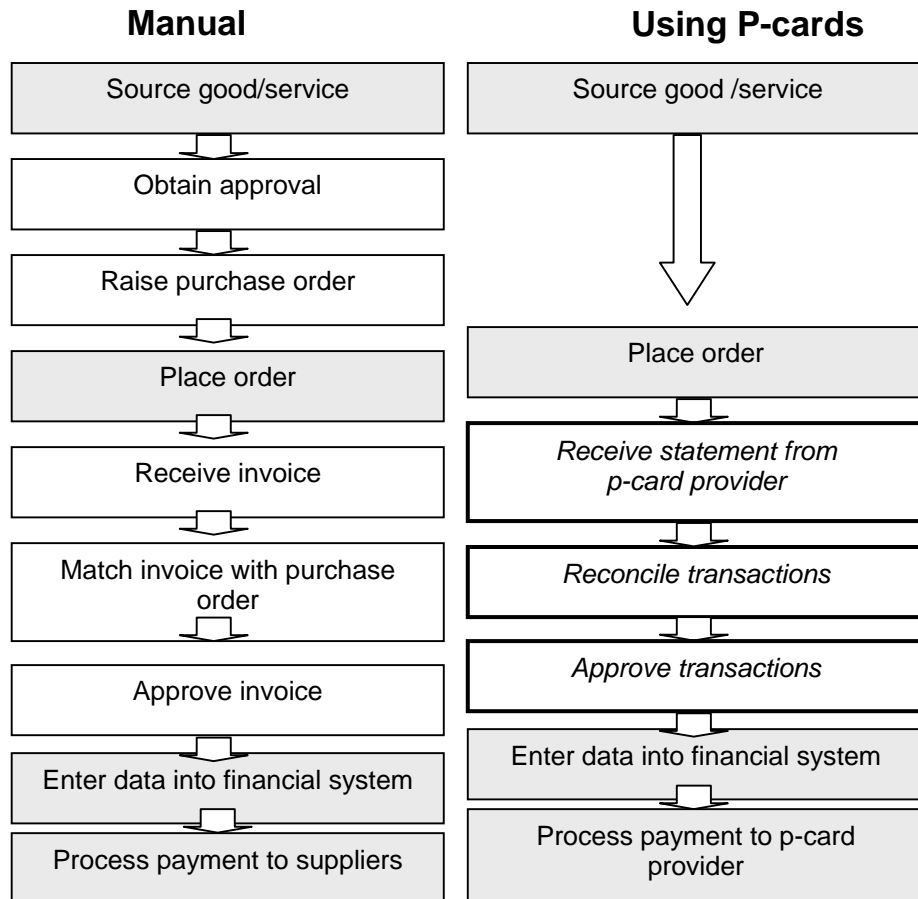 Manual
Source good/service
Obtain approval
Raise purchase order
Place order
Receive invoice
Match invoice with purchase
order
Approve invoice
Enter data into financial system
Process payment to suppliers
Using P-cards
Source good /service
Place order
Receive statement from
p-card provider
Reconcile transactions
Approve transactions
Enter data into financial system
Process payment to p-card
provider